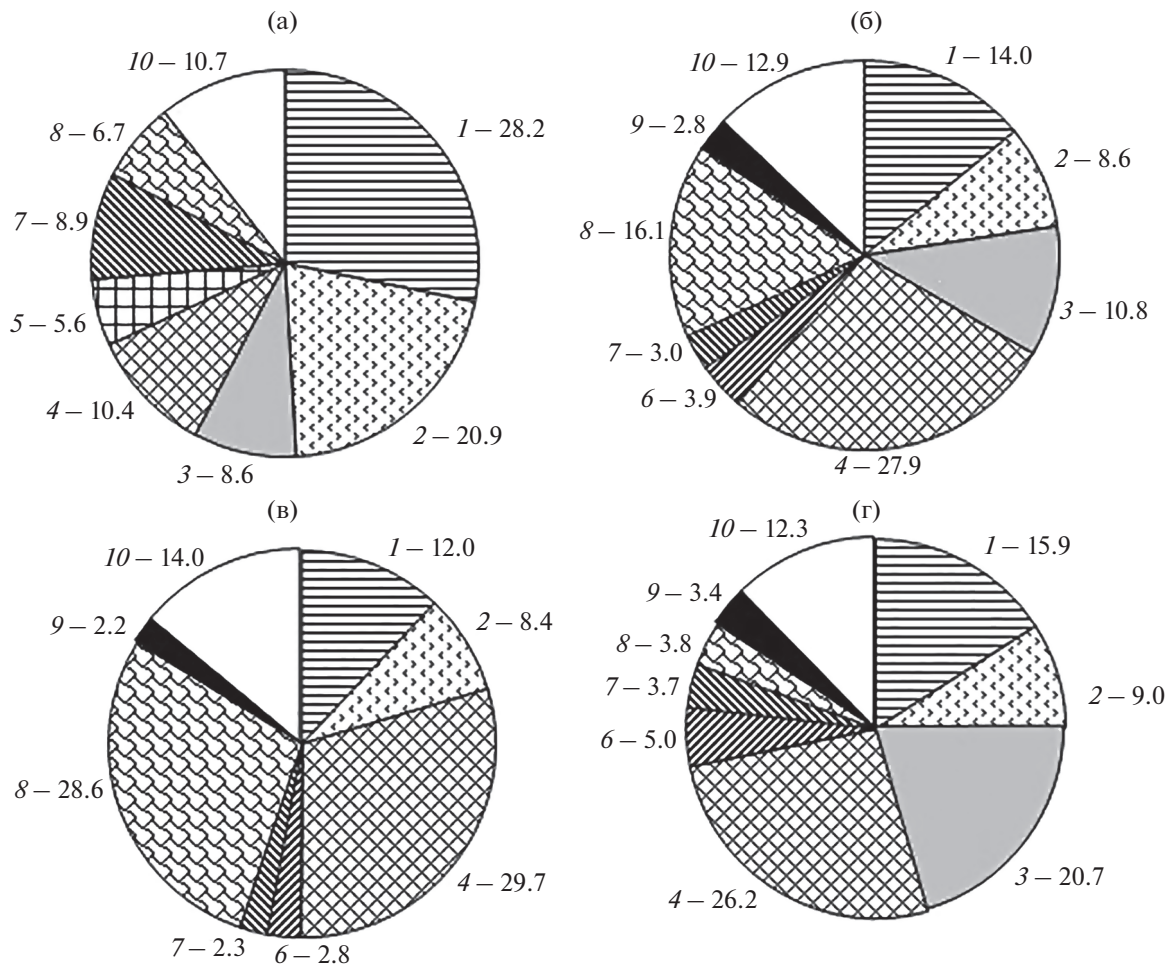 (а)
10 – 10.7
1 – 28.2
8 – 6.7
7 – 8.9
5 – 5.6
4 – 10.4
2 – 20.9
3 – 8.6
(б)
10 – 12.9
1 – 14.0
9 – 2.8
2 – 8.6
8 – 16.1
3 – 10.8
7 – 3.0
6 – 3.9
4 – 27.9
(в)
10 – 14.0
1 – 12.0
9 – 2.2
2 – 8.4
8 – 28.6
4 – 29.7
7 – 2.3
6 – 2.8
(г)
10 – 12.3
1 – 15.9
9 – 3.4
8 – 3.8
7 – 3.7
2 – 9.0
6 – 5.0
4 – 26.2
3 – 20.7